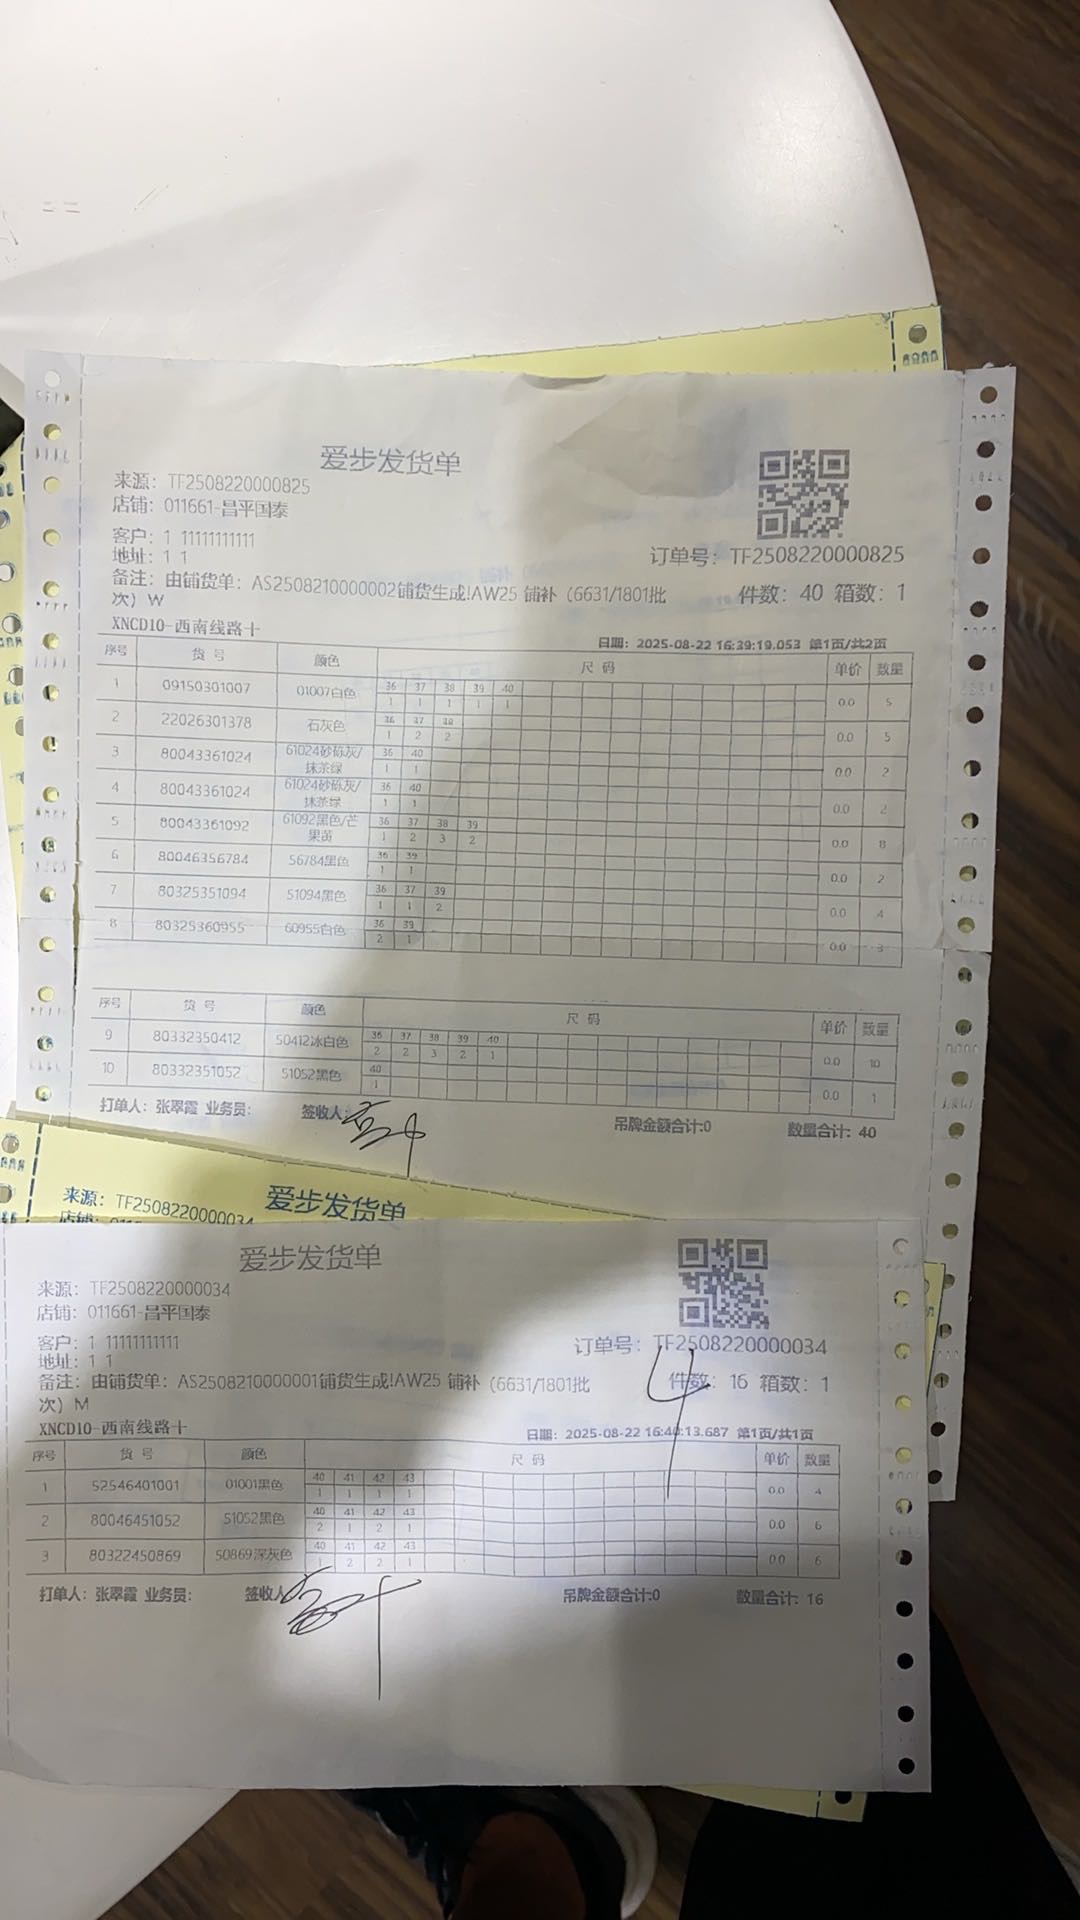 爱步发货单
来源：TF2508220000825
店铺：011661-昌平国泰
客户：1 11111111111
地址：1 1
订单号：TF2508220000825
备注：由铺货单：AS2508210000002铺货生成!AW25 铺补（6631/1801批
次）W
件数：40 箱数：1
XNCD10-西南线路十
日期：2025-08-22 16:39:19.053 第1页/共2页
序号 货 号 颜色 尺 码 单价 数量
1 09150301007 01007白色 36 37 38 39 40 0.0 5
1 1 1 1 1
2 22026301378 石灰色 36 37 38 0.0 5
1 2 2
3 80043361024 61024砂砾灰/抹茶绿 36 40 0.0 2
1 1
4 80043361024 61024砂砾灰/抹茶绿 36 40 0.0 2
1 1
5 80043361092 61092黑色/芒果黄 36 37 38 39 0.0 8
1 2 3 2
6 80046356784 56784黑色 36 39 0.0 2
1 1
7 80325351094 51094黑色 36 37 39 0.0 4
1 1 2
8 80325360955 60955白色 36 39 0.0 3
2 1
序号 货 号 颜色 尺 码 单价 数量
9 80332350412 50412冰白色 36 37 38 39 40 0.0 10
2 2 3 2 1
10 80332351052 51052黑色 40 0.0 1
1
打单人：张翠霞 业务员： 签收人： 吊牌金额合计:0 数量合计：40
爱步发货单
来源：TF2508220000034
爱步发货单
来源：TF2508220000034
店铺：011661-昌平国泰
客户：1 11111111111
地址：1 1
订单号：TF2508220000034
备注：由铺货单：AS2508210000001铺货生成!AW25 铺补（6631/1801批
次）M
件数：16 箱数：1
4
XNCD10-西南线路十
日期：2025-08-22 16:40:13.687 第1页/共1页
序号 货 号 颜色 尺 码 单价 数量
1 52546401001 01001黑色 40 41 42 43 0.0 4
1 1 1 1
2 80046451052 51052黑色 40 41 42 43 0.0 6
2 1 2 1
3 80322450869 50869深灰色 40 41 42 43 0.0 6
1 2 2 1
打单人：张翠霞 业务员： 签收人 吊牌金额合计:0 数量合计：16